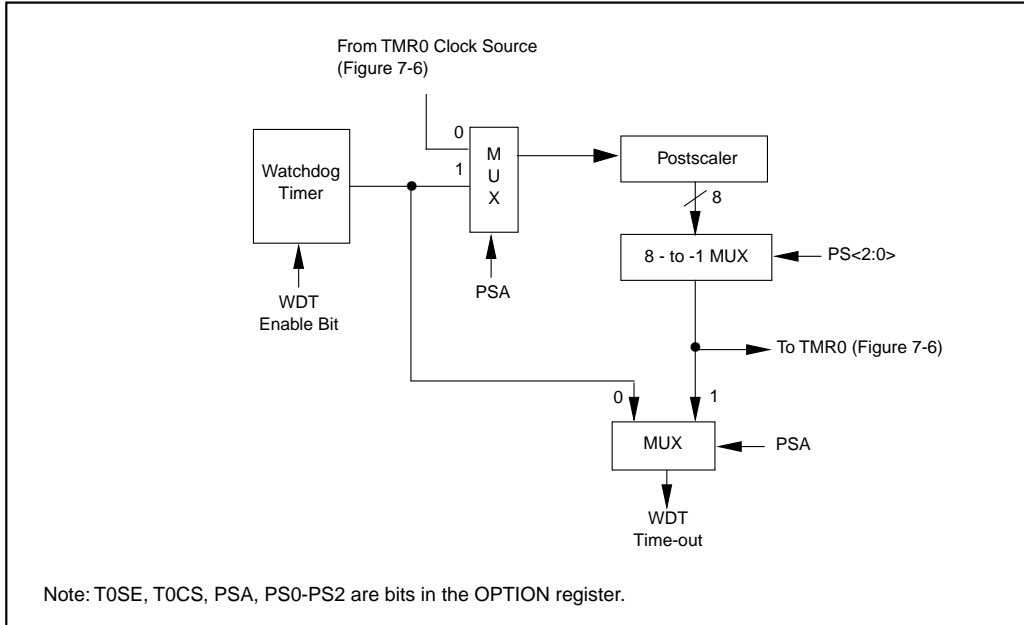 From TMR0 Clock Source
(Figure 7-6)
0
1
M
U
X
Watchdog
Timer
Postscaler
8
8 - to -1 MUX
PS<2:0>
PSA
WDT
Enable Bit
To TMR0 (Figure 7-6)
0
1
MUX
PSA
WDT
Time-out
Note: T0SE, T0CS, PSA, PS0-PS2 are bits in the OPTION register.